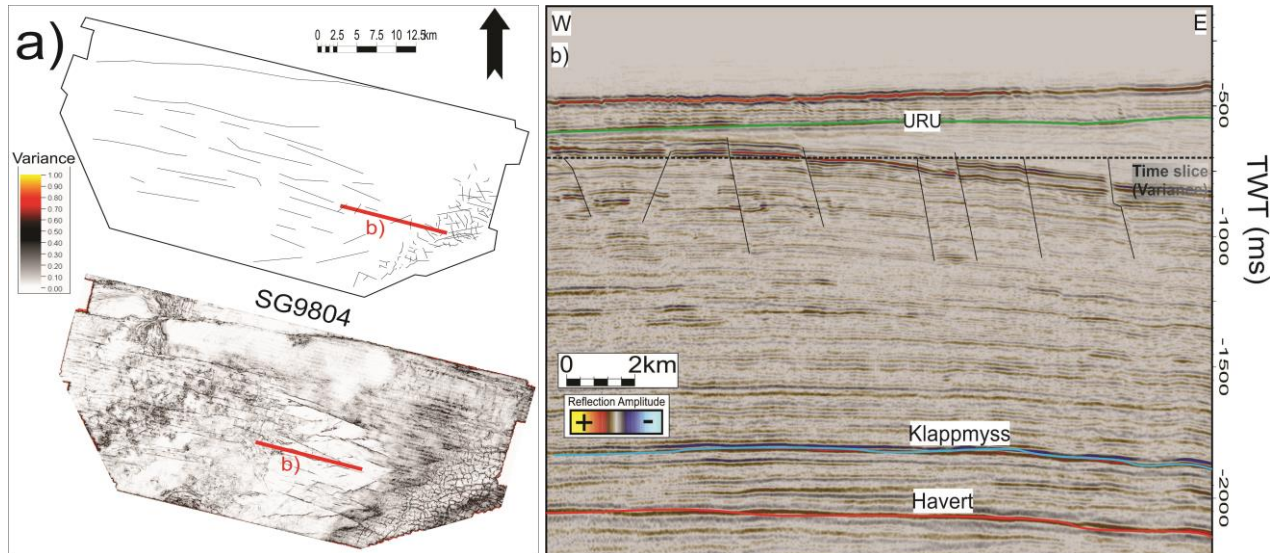 a)
0 2.5 5 7.5 10 12.5km
Variance
1.00
0.90
0.80
0.70
0.60
0.50
0.40
0.30
0.20
0.10
0.00
b)
SG9804
b)
W
E
b)
URU
Time slice
(Variance)
0 2km
Reflection Amplitude
+ -
Klappmyss
Havert
-500
-1000
-1500
-2000
TWT (ms)